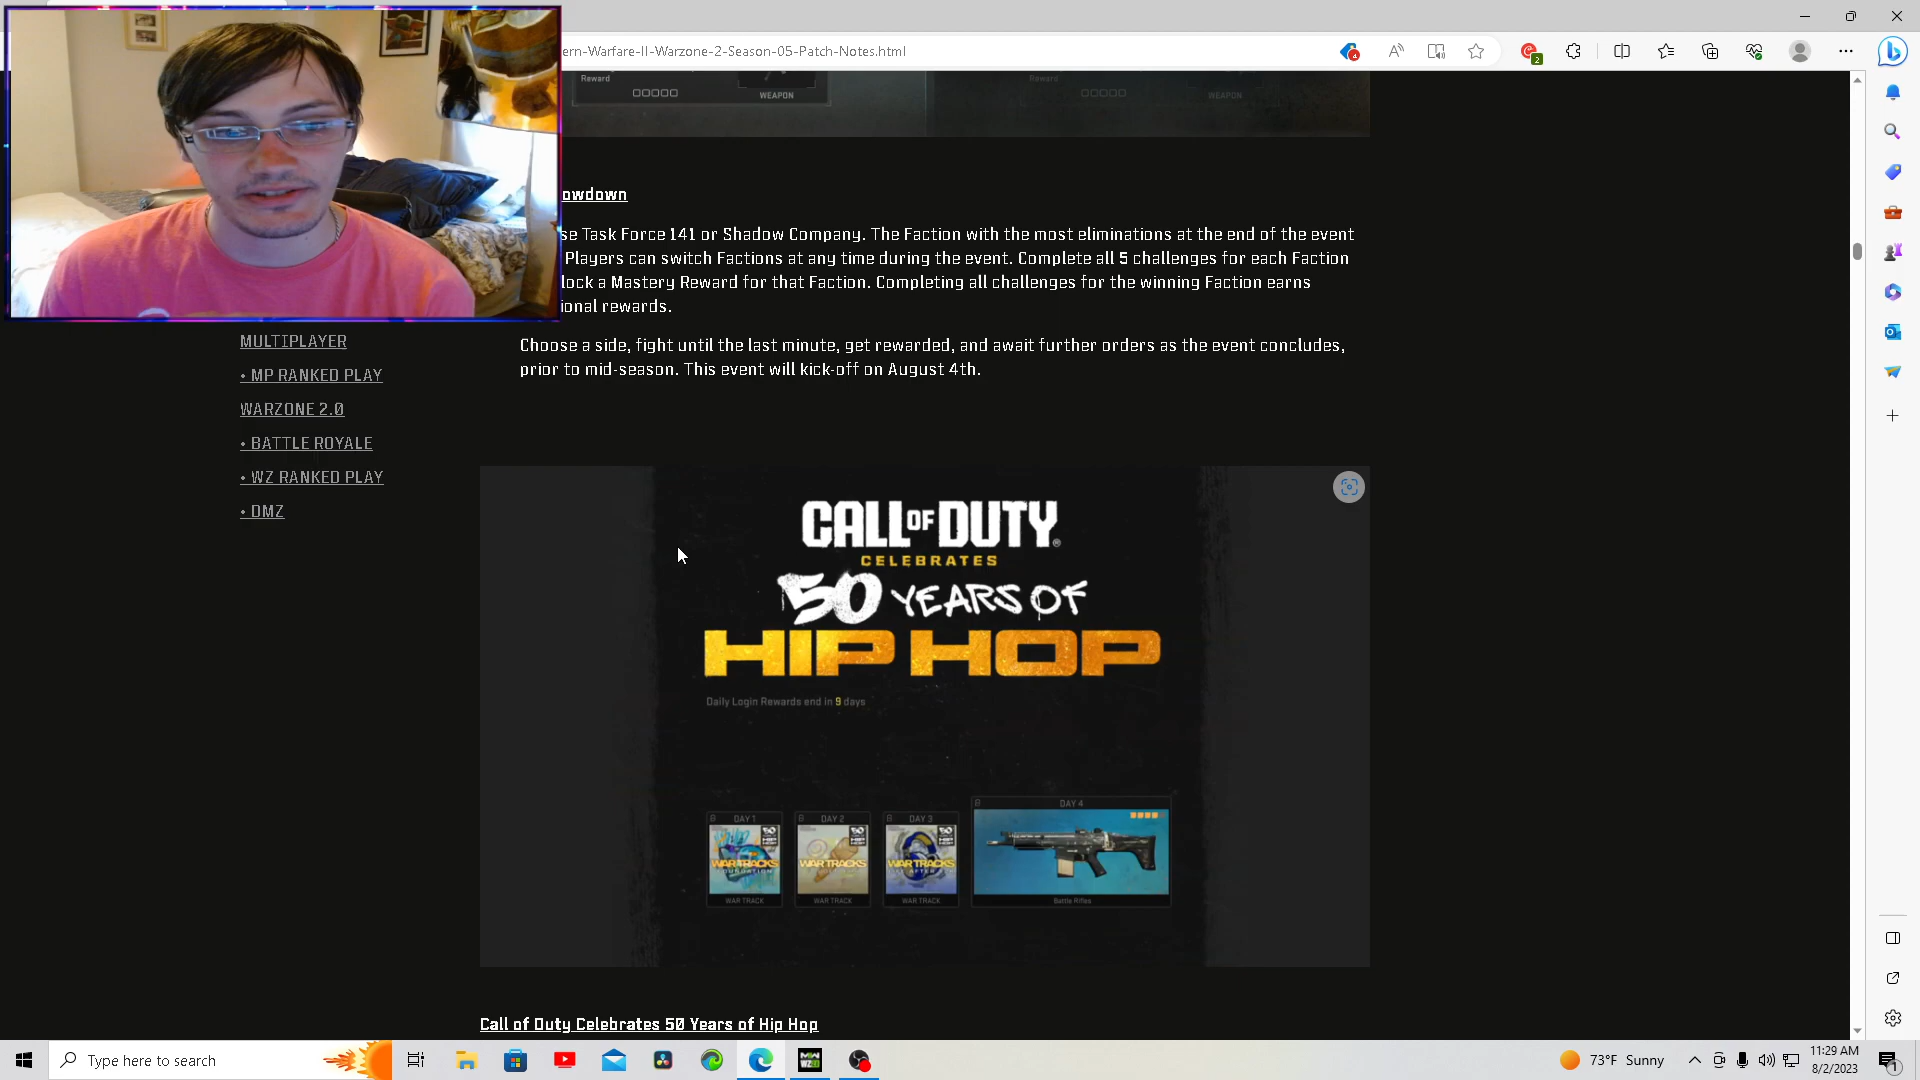 ern-Warfare-II-Warzone-2-Season-05-Patch-Notes.html
Reward
WEAPON
Reward
WEAPON
owdown
se Task Force 141 or Shadow Company. The Faction with the most eliminations at the end of the event
Players can switch Factions at any time during the event. Complete all 5 challenges for each Faction
lock a Mastery Reward for that Faction. Completing all challenges for the winning Faction earns
ional rewards.
Choose a side, fight until the last minute, get rewarded, and await further orders as the event concludes,
prior to mid-season. This event will kick-off on August 4th.
MULTIPLAYER
• MP RANKED PLAY
WARZONE 2.0
• BATTLE ROYALE
• WZ RANKED PLAY
• DMZ
CALL OF DUTY®
CELEBRATES
50 YEARS OF
HIP HOP
Daily Login Rewards end in 9 days
DAY 1
DAY 2
DAY 3
DAY 4
WAR TRACKS
WAR TRACKS
WAR TRACKS
WAR TRACK
WAR TRACK
WAR TRACK
Battle Rifles
Call of Duty Celebrates 50 Years of Hip Hop
Type here to search
73°F Sunny
11:29 AM
8/2/2023